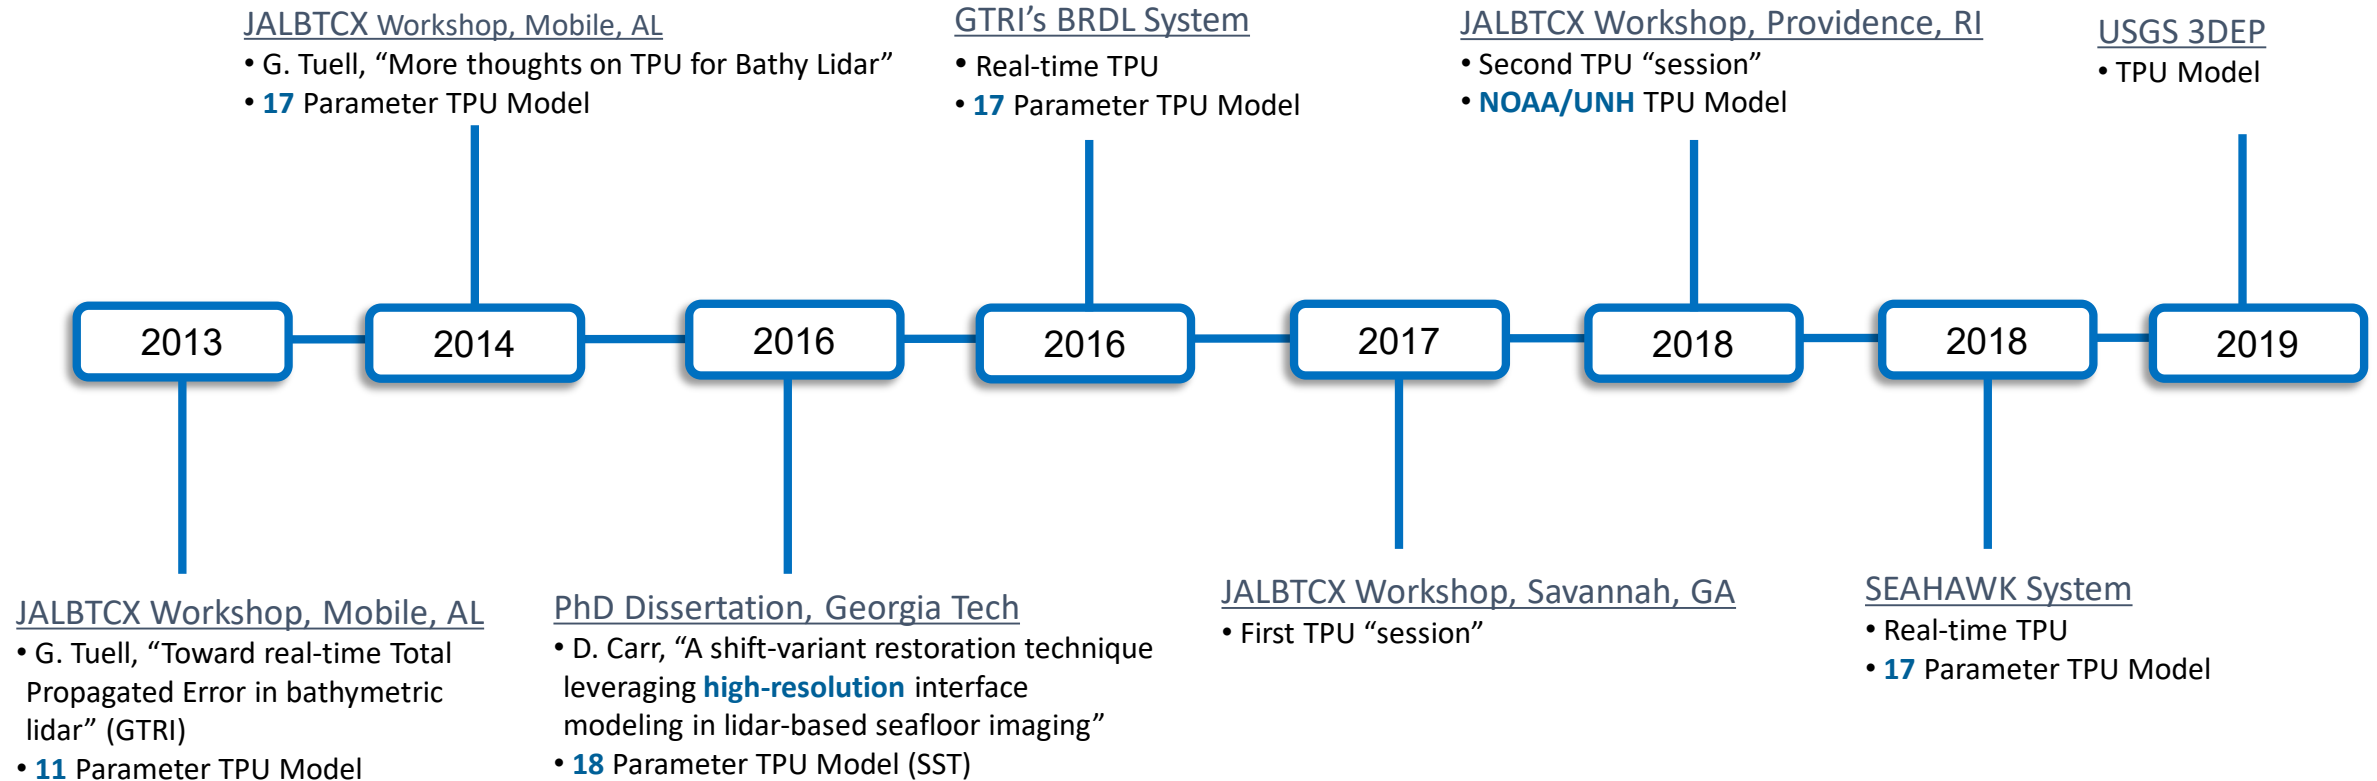 JALBTCX Workshop, Mobile, AL
• G. Tuell, “More thoughts on TPU for Bathy Lidar”
• 17 Parameter TPU Model
GTRI’s BRDL System
• Real-time TPU
• 17 Parameter TPU Model
JALBTCX Workshop, Providence, RI
• Second TPU “session”
• NOAA/UNH TPU Model
USGS 3DEP
• TPU Model
2013
2014
2016
2016
2017
2018
2018
2019
JALBTCX Workshop, Mobile, AL
• G. Tuell, “Toward real-time Total
Propagated Error in bathymetric
lidar” (GTRI)
• 11 Parameter TPU Model
PhD Dissertation, Georgia Tech
• D. Carr, “A shift-variant restoration technique
leveraging high-resolution interface
modeling in lidar-based seafloor imaging”
• 18 Parameter TPU Model (SST)
JALBTCX Workshop, Savannah, GA
• First TPU “session”
SEAHAWK System
• Real-time TPU
• 17 Parameter TPU Model